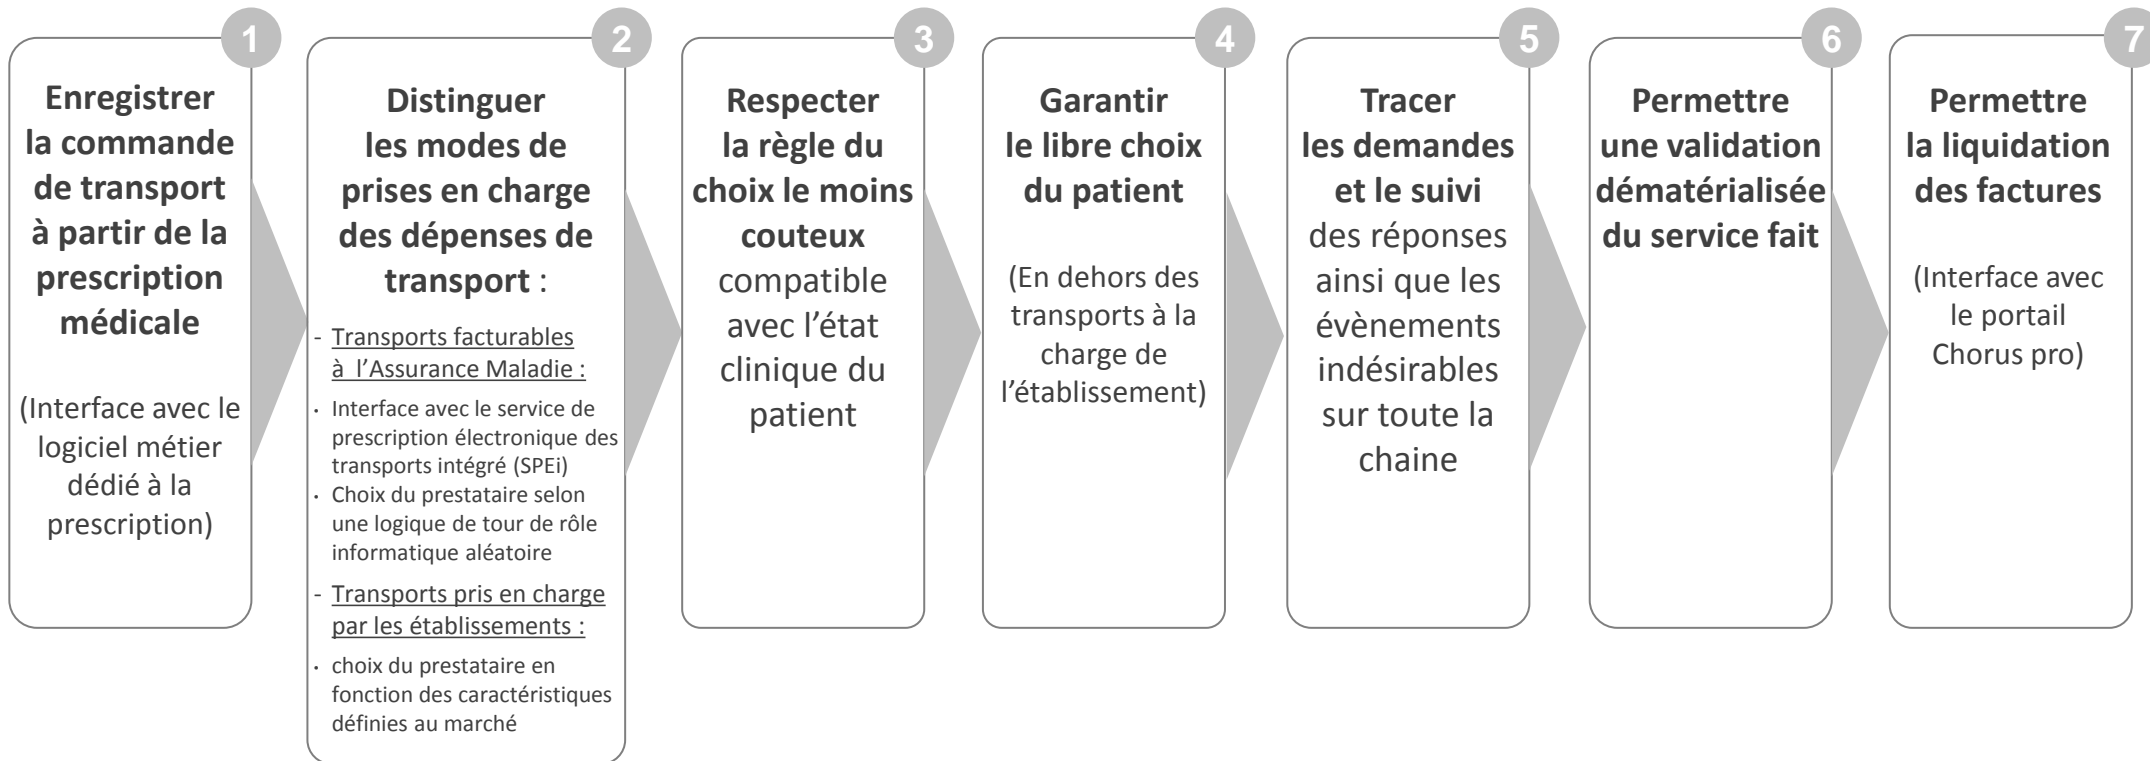 1
Enregistrer
la commande
de transport
à partir de la
prescription
médicale
(Interface avec le
logiciel métier
dédié à la
prescription)
2
Distinguer
les modes de
prises en charge
des dépenses de
transport :
- Transports facturables
à l’Assurance Maladie :
• Interface avec le service de
prescription électronique des
transports intégré (SPEi)
• Choix du prestataire selon
une logique de tour de rôle
informatique aléatoire
- Transports pris en charge
par les établissements :
• choix du prestataire en
fonction des caractéristiques
définies au marché
3
Respecter
la règle du
choix le moins
couteux
compatible
avec l’état
clinique du
patient
4
Garantir
le libre choix
du patient
(En dehors des
transports à la
charge de
l’établissement)
5
Tracer
les demandes
et le suivi
des réponses
ainsi que les
évènements
indésirables
sur toute la
chaine
6
Permettre
une validation
dématérialisée
du service fait
7
Permettre
la liquidation
des factures
(Interface avec
le portail
Chorus pro)